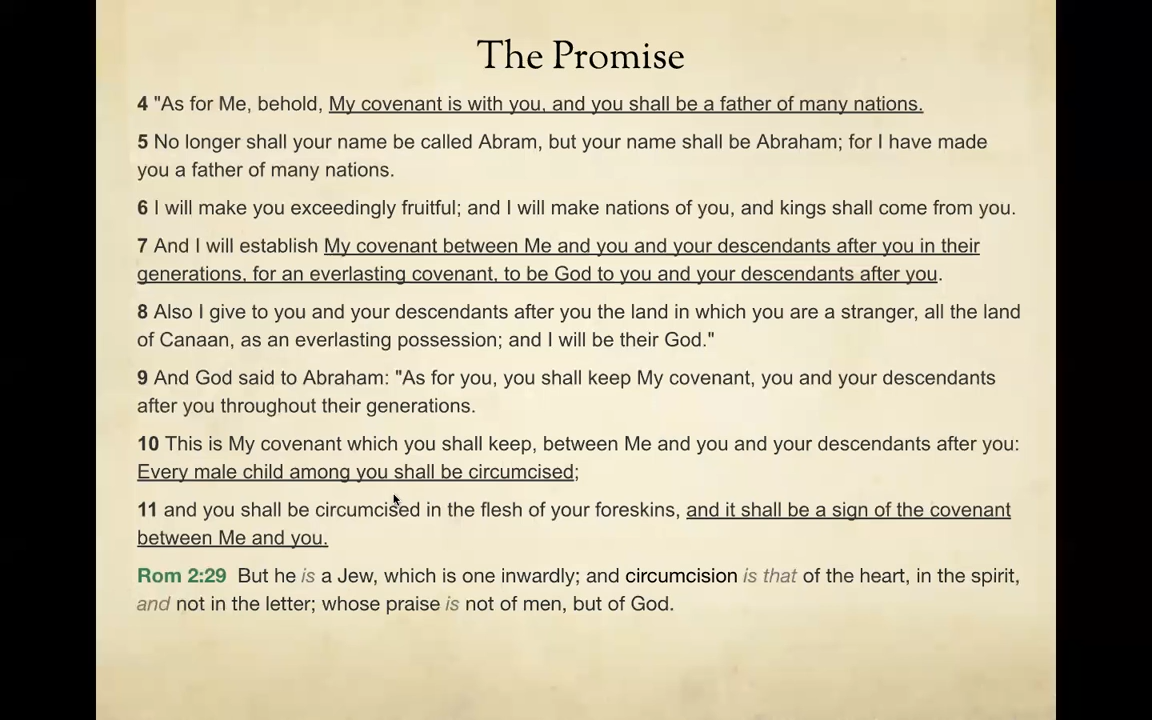 The Promise
4 "As for Me, behold, My covenant is with you, and you shall be a father of many nations.
5 No longer shall your name be called Abram, but your name shall be Abraham; for I have made
you a father of many nations.
6 I will make you exceedingly fruitful; and I will make nations of you, and kings shall come from you.
7 And I will establish My covenant between Me and you and your descendants after you in their
generations, for an everlasting covenant, to be God to you and your descendants after you.
8 Also I give to you and your descendants after you the land in which you are a stranger, all the land
of Canaan, as an everlasting possession; and I will be their God."
9 And God said to Abraham: "As for you, you shall keep My covenant, you and your descendants
after you throughout their generations.
10 This is My covenant which you shall keep, between Me and you and your descendants after you:
Every male child among you shall be circumcised;
11 and you shall be circumcised in the flesh of your foreskins, and it shall be a sign of the covenant
between Me and you.
Rom 2:29 But he is a Jew, which is one inwardly; and circumcision is that of the heart, in the spirit,
and not in the letter; whose praise is not of men, but of God.